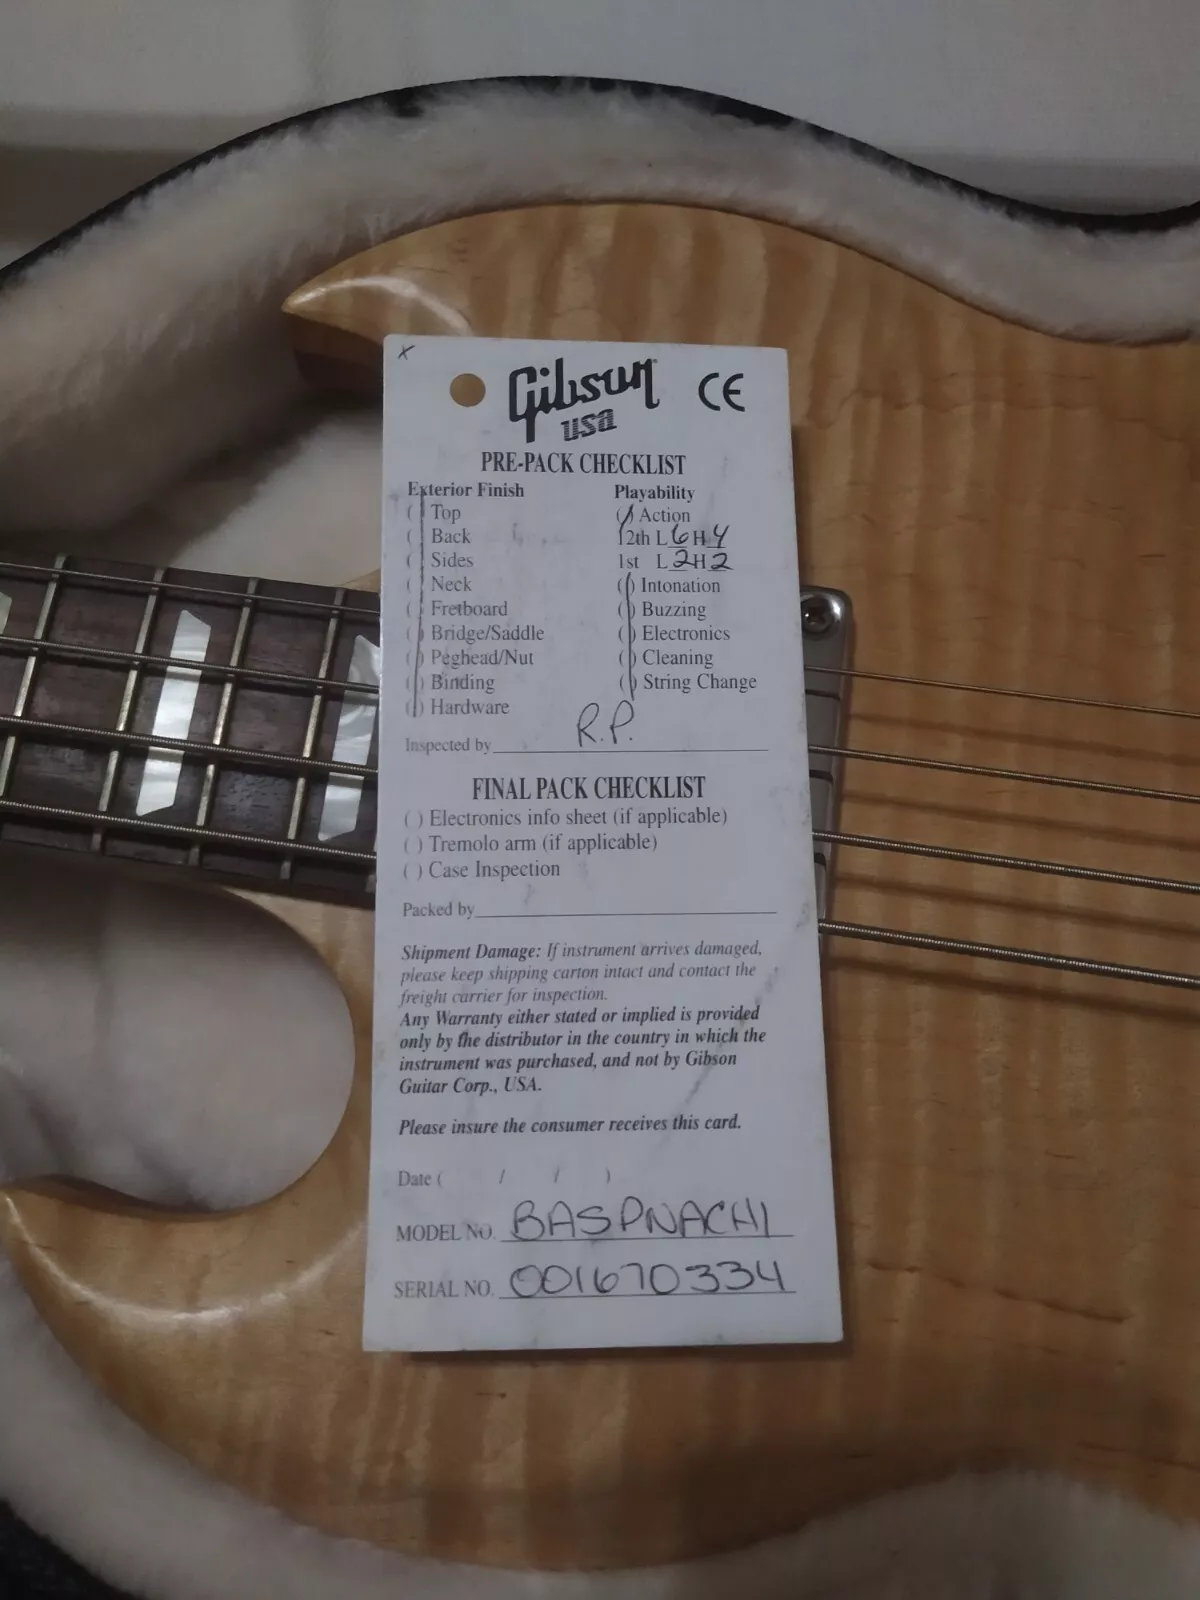 x
Gibson CE
USA
PRE-PACK CHECKLIST
Exterior Finish
( ) Top
( ) Back
( ) Sides
( ) Neck
( ) Fretboard
( ) Bridge/Saddle
( ) Peghead/Nut
( ) Binding
( ) Hardware
Playability
(/) Action
12th L 6 H 4
1st L 2 H 2
( ) Intonation
( ) Buzzing
( ) Electronics
( ) Cleaning
( ) String Change
Inspected by R.P.
FINAL PACK CHECKLIST
( ) Electronics info sheet (if applicable)
( ) Tremolo arm (if applicable)
( ) Case Inspection
Packed by
Shipment Damage: If instrument arrives damaged,
please keep shipping carton intact and contact the
freight carrier for inspection.
Any Warranty either stated or implied is provided
only by the distributor in the country in which the
instrument was purchased, and not by Gibson
Guitar Corp., USA.
Please insure the consumer receives this card.
Date ( / / )
MODEL NO. BASPNACH1
SERIAL NO. 001670334